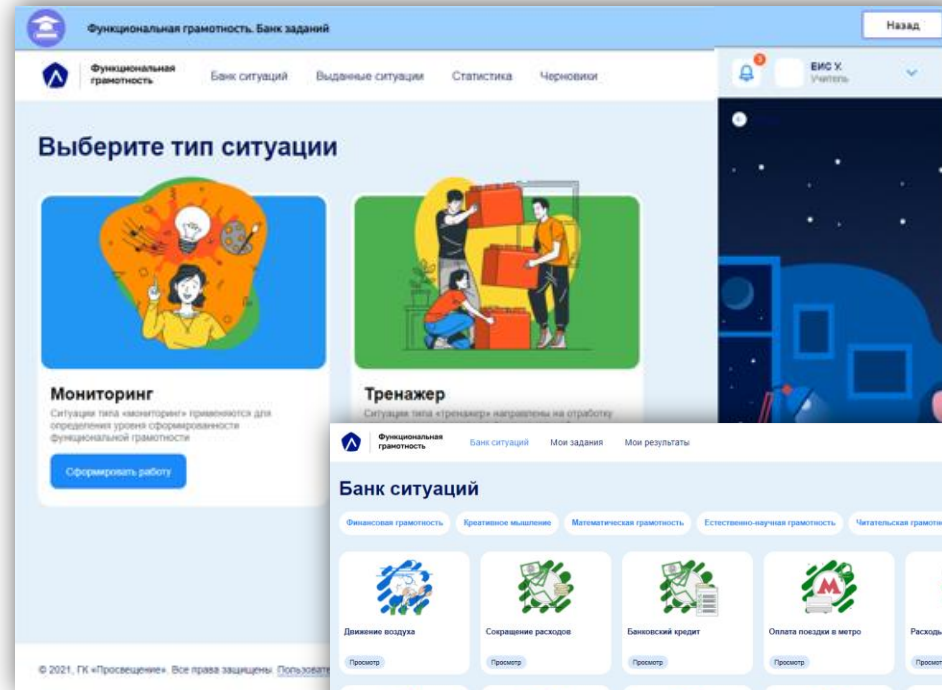 Функциональная грамотность. Банк заданий
Назад
Функциональная
грамотность
Банк ситуаций
Выданные ситуации
Статистика
Черновики
3
ЕИС У.
Учитель
Выберите тип ситуации
Мониторинг
Ситуации типа «мониторинг» применяются для
определения уровня сформированности
функциональной грамотности
Сформировать работу
Тренажер
Ситуации типа «тренажер» направлены на отработку
Функциональная
грамотность
Банк ситуаций
Мои задания
Мои результаты
Банк ситуаций
Финансовая грамотность
Креативное мышление
Математическая грамотность
Естественно-научная грамотность
Читательская
Движение воздуха
Сокращение расходов
Банковский кредит
Оплата поездки в метро
Расходы
Просмотр
Просмотр
Просмотр
Просмотр
© 2021, ГК «Просвещение». Все права защищены.